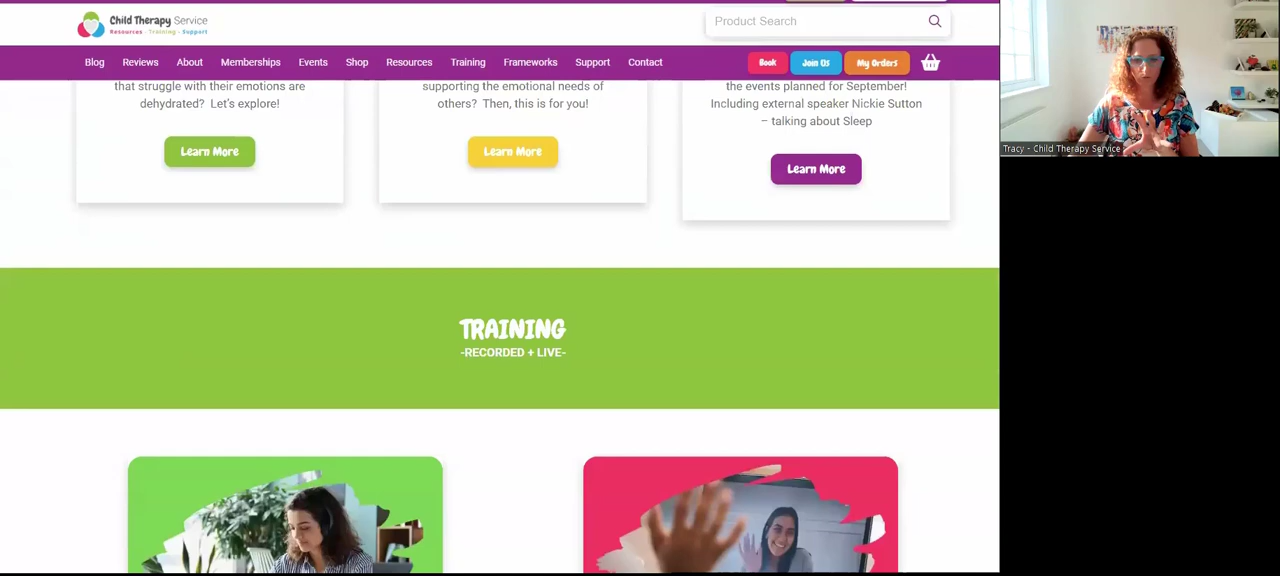 Child Therapy Service
Resources - Training - Support
Product Search
Blog Reviews About Memberships Events Shop Resources Training Frameworks Support Contact Book Join Us My Orders
that struggle with their emotions are
dehydrated? Let's explore!
Learn More
supporting the emotional needs of
others? Then, this is for you!
Learn More
the events planned for September!
Including external speaker Nickie Sutton
– talking about Sleep
Learn More
TRAINING
-RECORDED + LIVE-
Tracy - Child Therapy Service